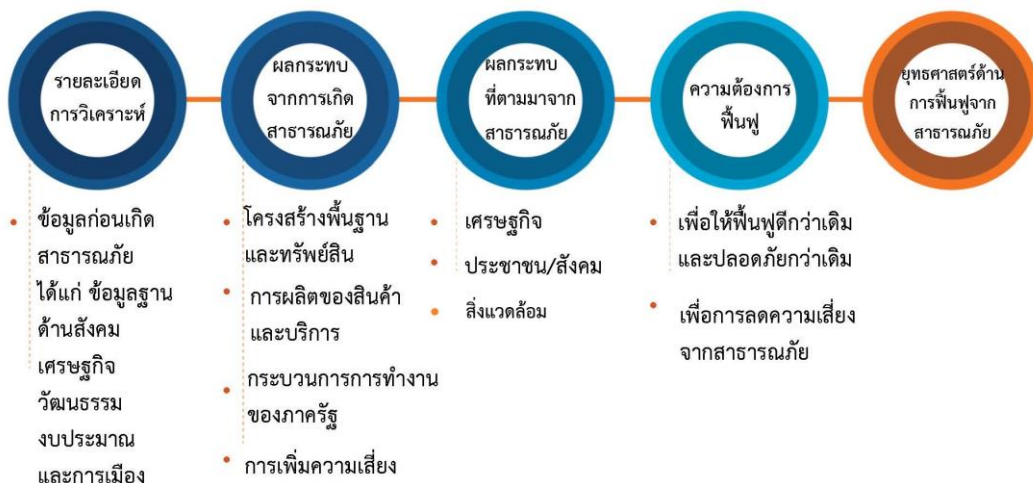 รายละเอียด
การวิเคราะห์
ผลกระทบ
จากการเกิด
สาธารณภัย
ผลกระทบ
ที่ตามมาจาก
สาธารณภัย
ความต้องการ
ฟื้นฟู
ยุทธศาสตร์ด้าน
การฟื้นฟูจาก
สาธารณภัย
• ข้อมูลก่อนเกิด
สาธารณภัย
ได้แก่ ข้อมูลฐาน
ด้านสังคม
เศรษฐกิจ
วัฒนธรรม
งบประมาณ
และการเมือง
• โครงสร้างพื้นฐาน
และทรัพย์สิน
• การผลิตของสินค้า
และบริการ
• กระบวนการการทำงาน
ของภาครัฐ
• การเพิ่มความเสี่ยง
• เศรษฐกิจ
• ประชาชน/สังคม
• สิ่งแวดล้อม
• เพื่อให้ฟื้นฟูดีกว่าเดิม
และปลอดภัยกว่าเดิม
• เพื่อการลดความเสี่ยง
จากสาธารณภัย